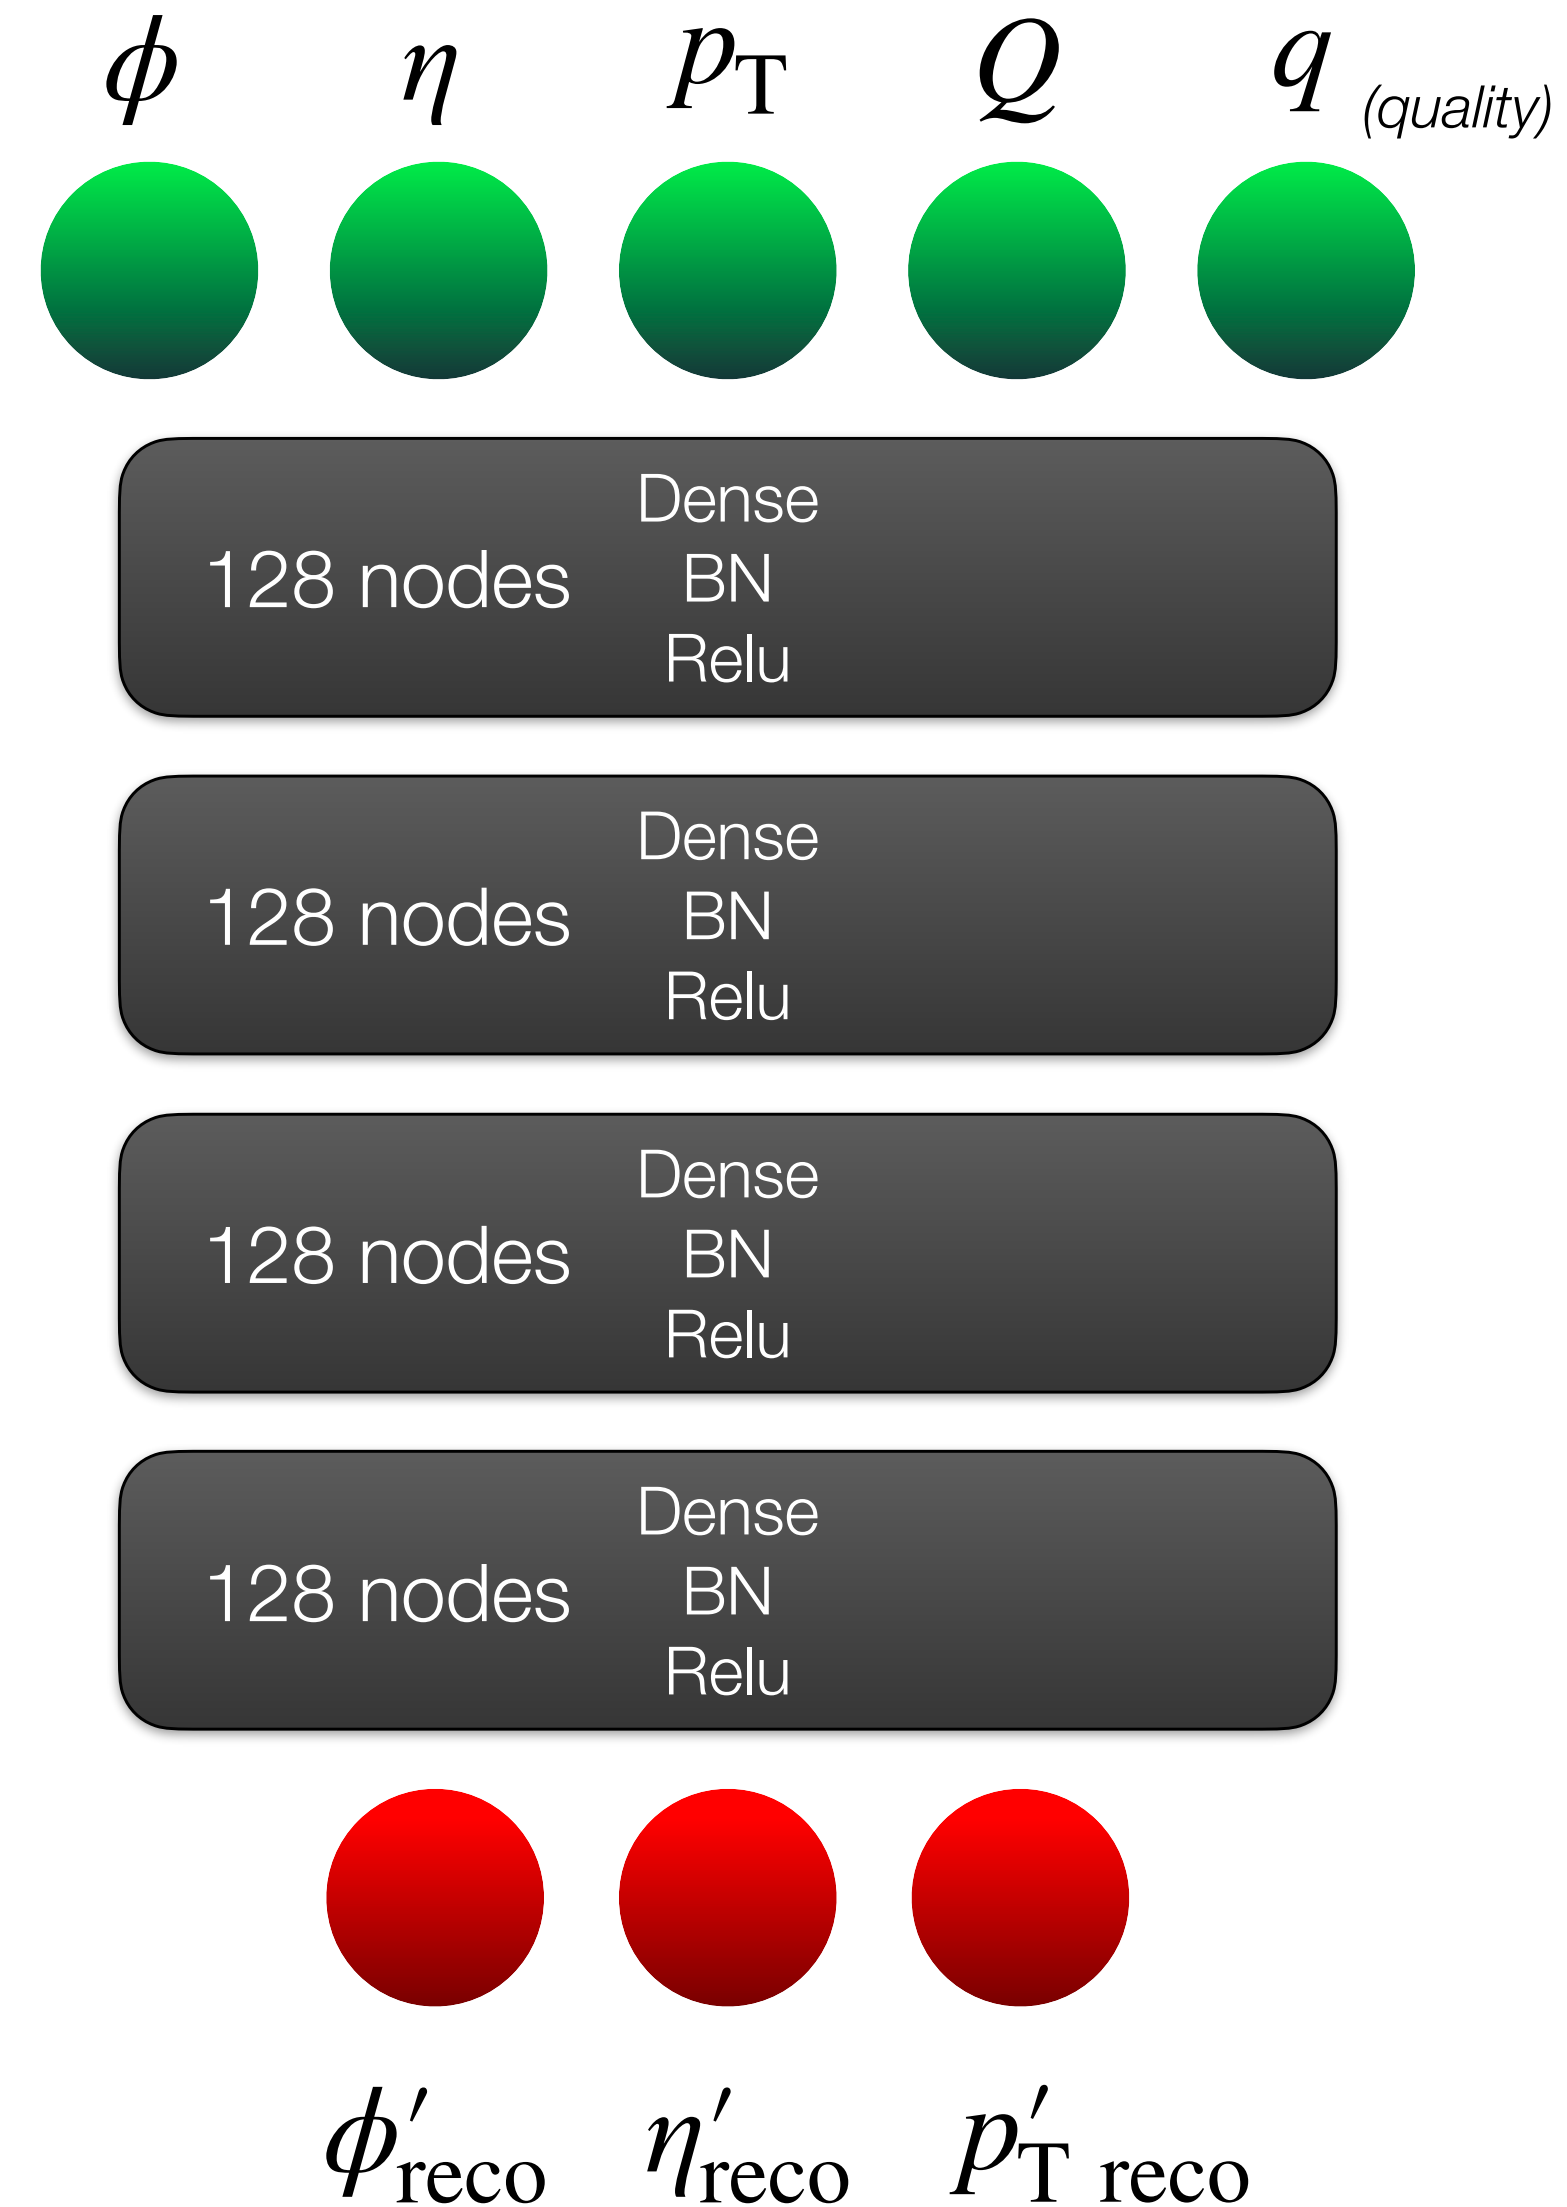 ϕ η p_T Q q (quality)
Dense
128 nodes BN
Relu
Dense
128 nodes BN
Relu
Dense
128 nodes BN
Relu
Dense
128 nodes BN
Relu
ϕ′_reco η′_reco p′_T reco